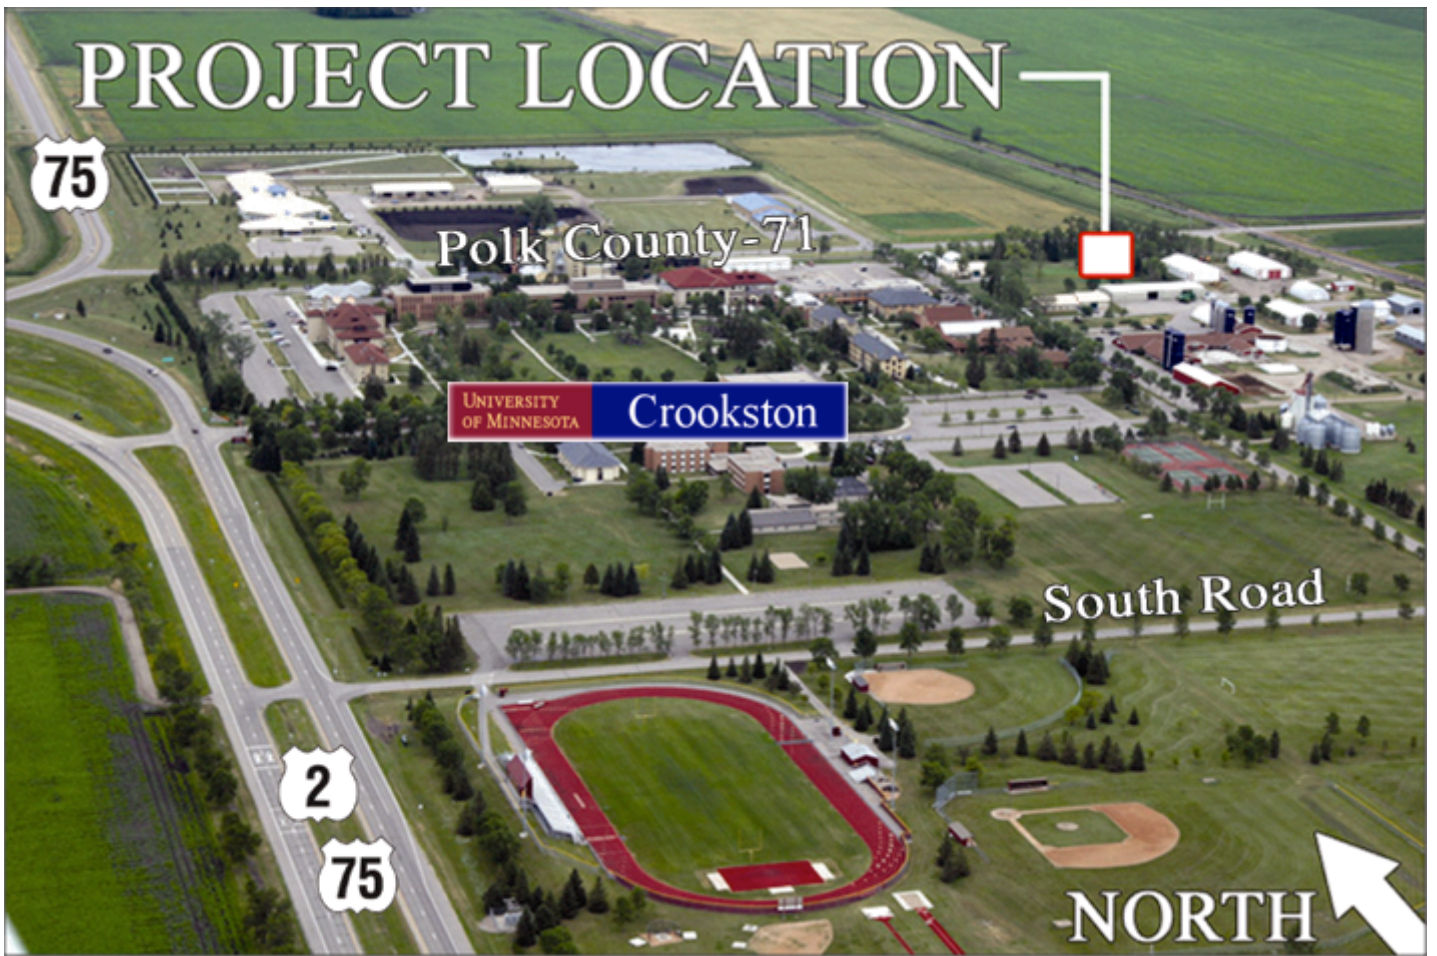 PROJECT LOCATION
75
Polk County-71
UNIVERSITY
OF MINNESOTA
Crookston
South Road
2
75
NORTH